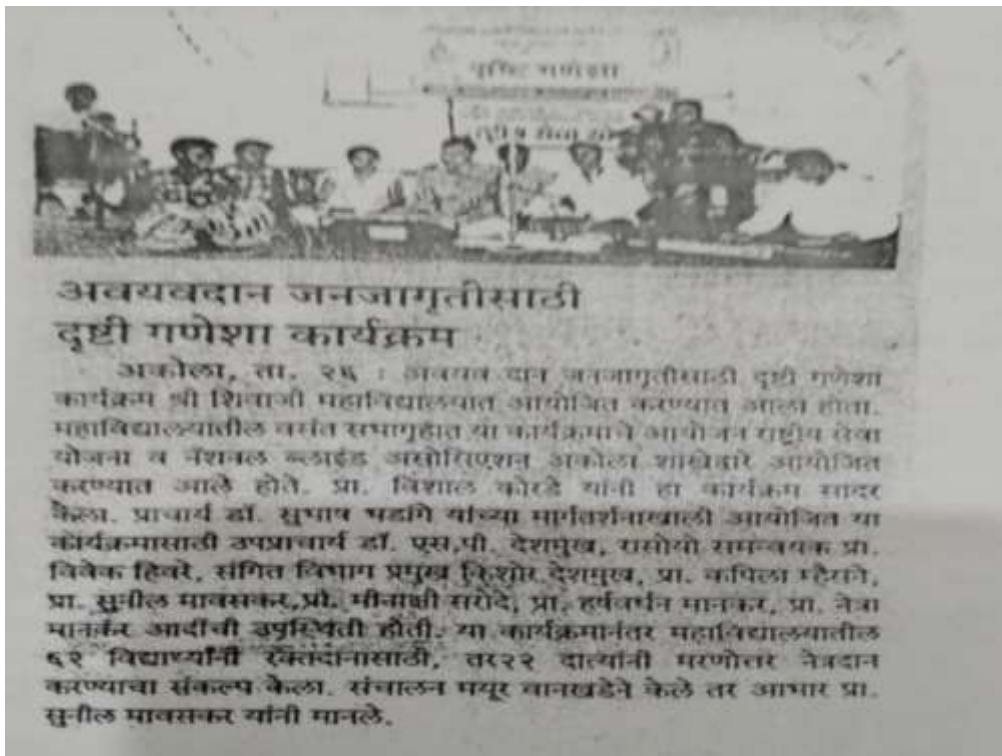 दृष्टि गणेशा
अवयवदान जनजागृतीसाठी
दृष्टी गणेशा कार्यक्रम
अकोला, ता. २६ : अवयव दान जनजागृतीसाठी दृष्टी गणेशा
कार्यक्रम श्री शिवाजी महाविद्यालयात आयोजित करण्यात आला होता.
महाविद्यालयातील वसंत सभागृहात या कार्यक्रमाचे आयोजन राष्ट्रीय सेवा
योजना व नॅशनल ब्लाईंड असोसिएशन अकोला शाखेद्वारे आयोजित
करण्यात आले होते. प्रा. विशाल कोरडे यांनी हा कार्यक्रम सादर
केला. प्राचार्य डॉ. सुभाष भडांगे यांच्या मार्गदर्शनाखाली आयोजित या
कार्यक्रमासाठी उपप्राचार्य डॉ. एस.पी. देशमुख, रासेयो समन्वयक प्रा.
विवेक हिवरे, संगित विभाग प्रमुख किशोर देशमुख, प्रा. कपिला म्हैसने,
प्रा. सुनील मावसकर,प्रो. मीनाक्षी सरोदे, प्रा. हर्षवर्धन मानकर, प्रा. नेत्रा
मानकर आदींची उपस्थिती होती. या कार्यक्रमानंतर महाविद्यालयातील
६२ विद्यार्थ्यांनी रक्तदानासाठी, तर२२ दात्यांनी मरणोत्तर नेत्रदान
करण्याचा संकल्प केला. संचालन मयूर वानखडेने केले तर आभार प्रा.
सुनील मावसकर यांनी मानले.